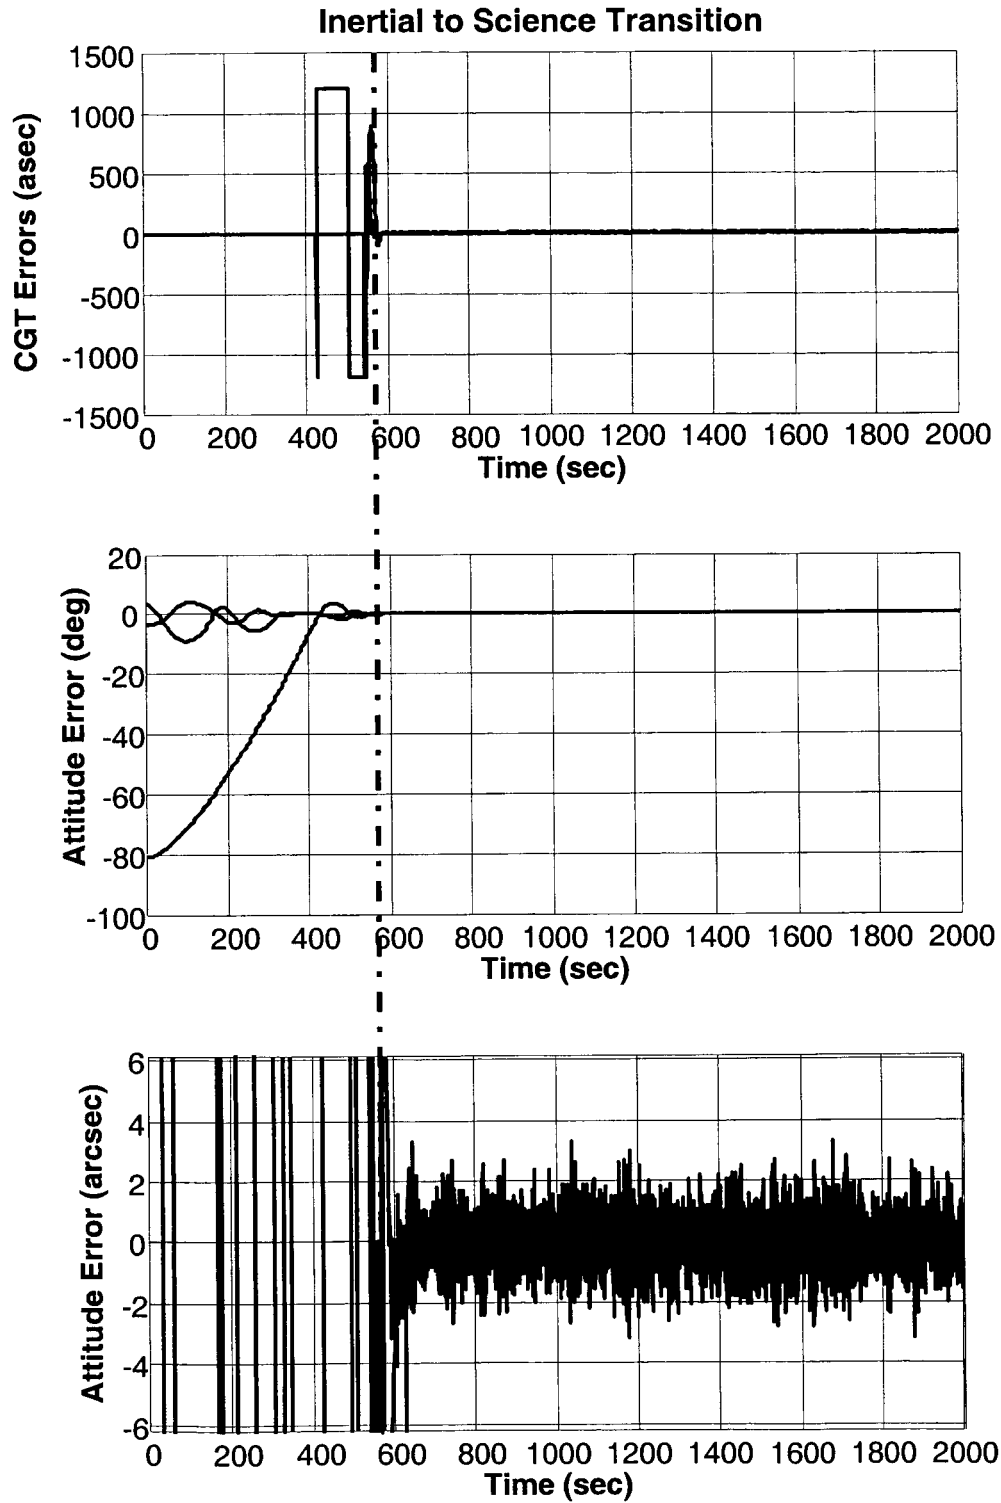 Inertial to Science Transition
CGT Errors (asec)
1500
1000
500
0
-500
-1000
-1500
0 200 400 600 800 1000 1200 1400 1600 1800 2000
Time (sec)
Attitude Error (deg)
20
0
-20
-40
-60
-80
-100
0 200 400 600 800 1000 1200 1400 1600 1800 2000
Time (sec)
Attitude Error (arcsec)
6
4
2
0
-2
-4
-6
0 200 400 600 800 1000 1200 1400 1600 1800 2000
Time (sec)